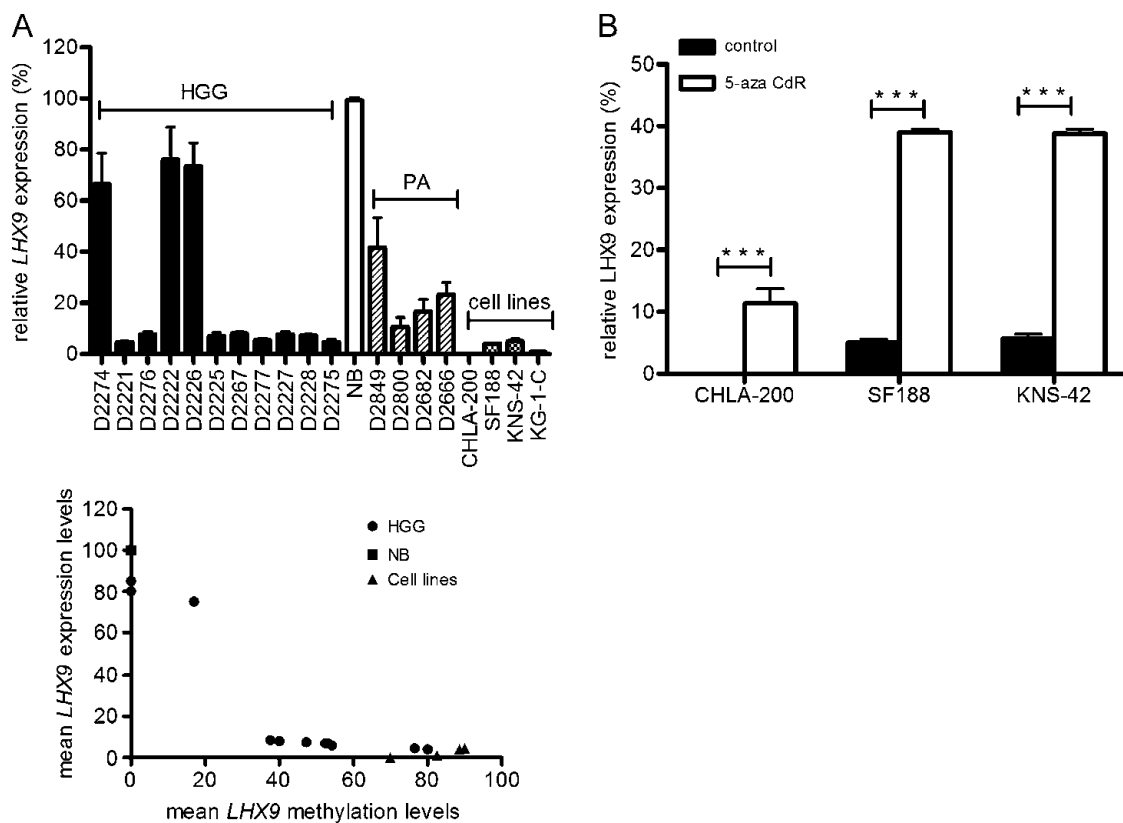 A
relative LHX9 expression (%)
120
100
80
60
40
20
0
HGG
PA
cell lines
D2274
D2221
D2276
D2222
D2226
D2225
D2267
D2277
D2227
D2228
D2275
NB
D2849
D2800
D2682
D2666
CHLA-200
SF188
KNS-42
KG-1-C
B
control
5-aza CdR
relative LHX9 expression (%)
50
40
30
20
10
0
***
***
***
CHLA-200
SF188
KNS-42
mean LHX9 expression levels
120
100
80
60
40
20
0
HGG
NB
Cell lines
0 20 40 60 80 100
mean LHX9 methylation levels